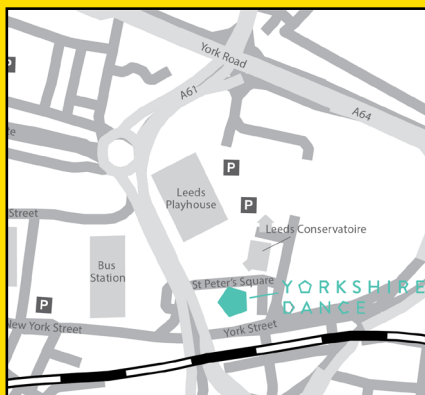 York Road
A61
A64
P
te
P
Leeds
Playhouse
P
Street
Leeds Conservatoire
Bus
Station
St Peter's Square
YORKSHIRE
DANCE
P
New York Street
York Street